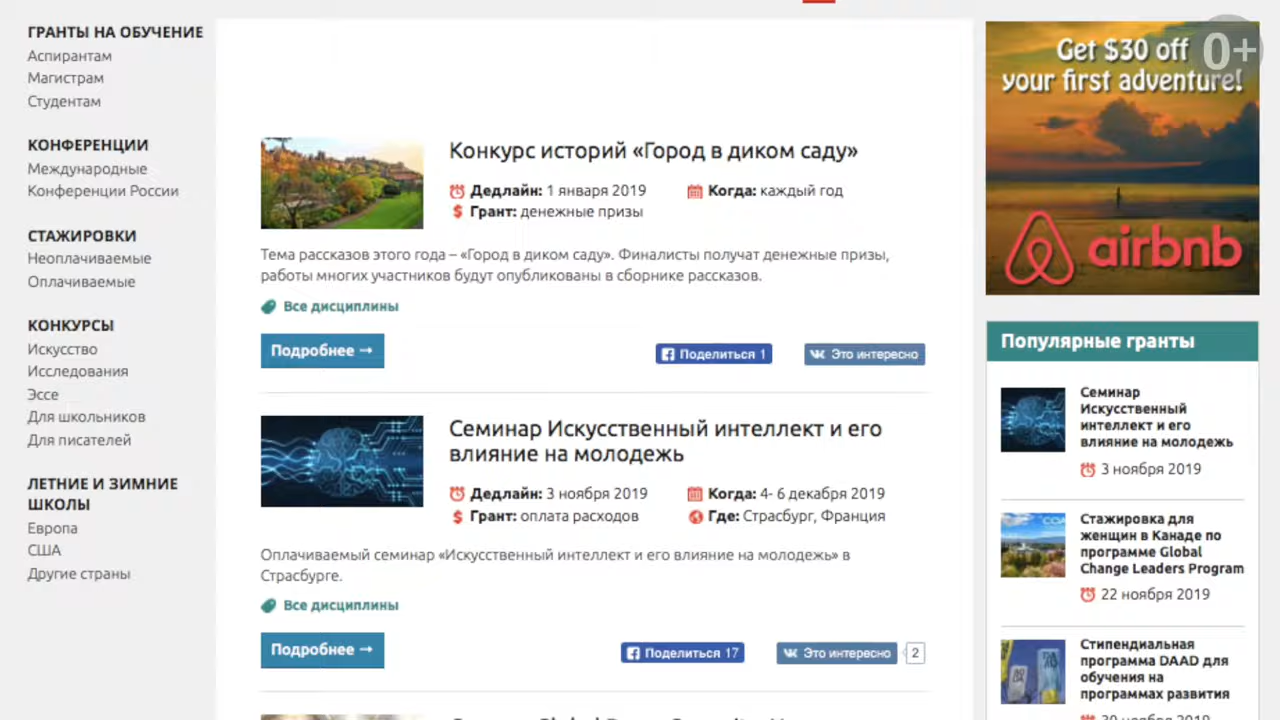 ГРАНТЫ НА ОБУЧЕНИЕ
Аспирантам
Магистрам
Студентам
КОНФЕРЕНЦИИ
Международные
Конференции России
СТАЖИРОВКИ
Неоплачиваемые
Оплачиваемые
КОНКУРСЫ
Искусство
Исследования
Эссе
Для школьников
Для писателей
ЛЕТНИЕ И ЗИМНИЕ
ШКОЛЫ
Европа
США
Другие страны
Конкурс историй «Город в диком саду»
Дедлайн: 1 января 2019 Когда: каждый год
Грант: денежные призы
Тема рассказов этого года – «Город в диком саду». Финалисты получат денежные призы,
работы многих участников будут опубликованы в сборнике рассказов.
Все дисциплины
Подробнее →
Поделиться 1
Это интересно
Семинар Искусственный интеллект и его
влияние на молодежь
Дедлайн: 3 ноября 2019 Когда: 4- 6 декабря 2019
Грант: оплата расходов Где: Страсбург, Франция
Оплачиваемый семинар «Искусственный интеллект и его влияние на молодежь» в
Страсбурге.
Все дисциплины
Подробнее →
Поделиться 17
Это интересно 2
Get $30 off
your first adventure!
0+
airbnb
Популярные гранты
Семинар
Искусственный
интеллект и его
влияние на молодежь
3 ноября 2019
Стажировка для
женщин в Канаде по
программе Global
Change Leaders Program
22 ноября 2019
Стипендиальная
программа DAAD для
обучения на
программах развития